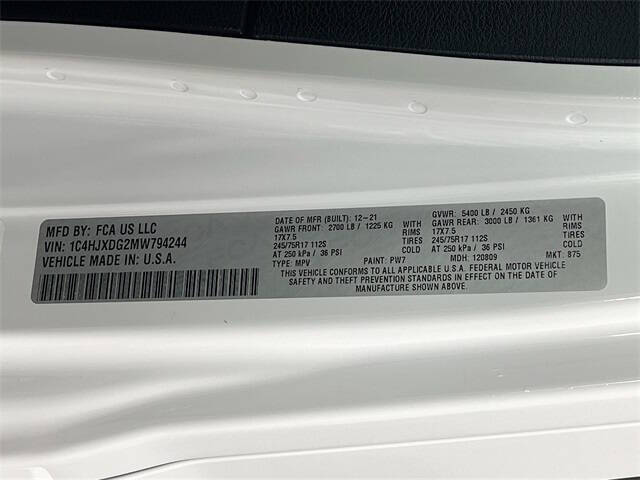 MFD BY: FCA US LLC
VIN: 1C4HJXDG2MW794244
VEHICLE MADE IN: U.S.A.
DATE OF MFR (BUILT): 12-21
GAWR FRONT: 2700 LB / 1225 KG WITH
17X7.5 RIMS
245/75R17 112S TIRES
AT 250 kPa / 36 PSI COLD
TYPE: MPV PAINT: PW7
GVWR: 5400 LB / 2450 KG
GAWR REAR: 3000 LB / 1361 KG WITH
17X7.5 RIMS
245/75R17 112S TIRES
AT 250 kPa / 36 PSI COLD
MDH: 120809 MKT: 875
THIS VEHICLE CONFORMS TO ALL APPLICABLE U.S.A. FEDERAL MOTOR VEHICLE
SAFETY AND THEFT PREVENTION STANDARDS IN EFFECT ON THE DATE OF
MANUFACTURE SHOWN ABOVE.